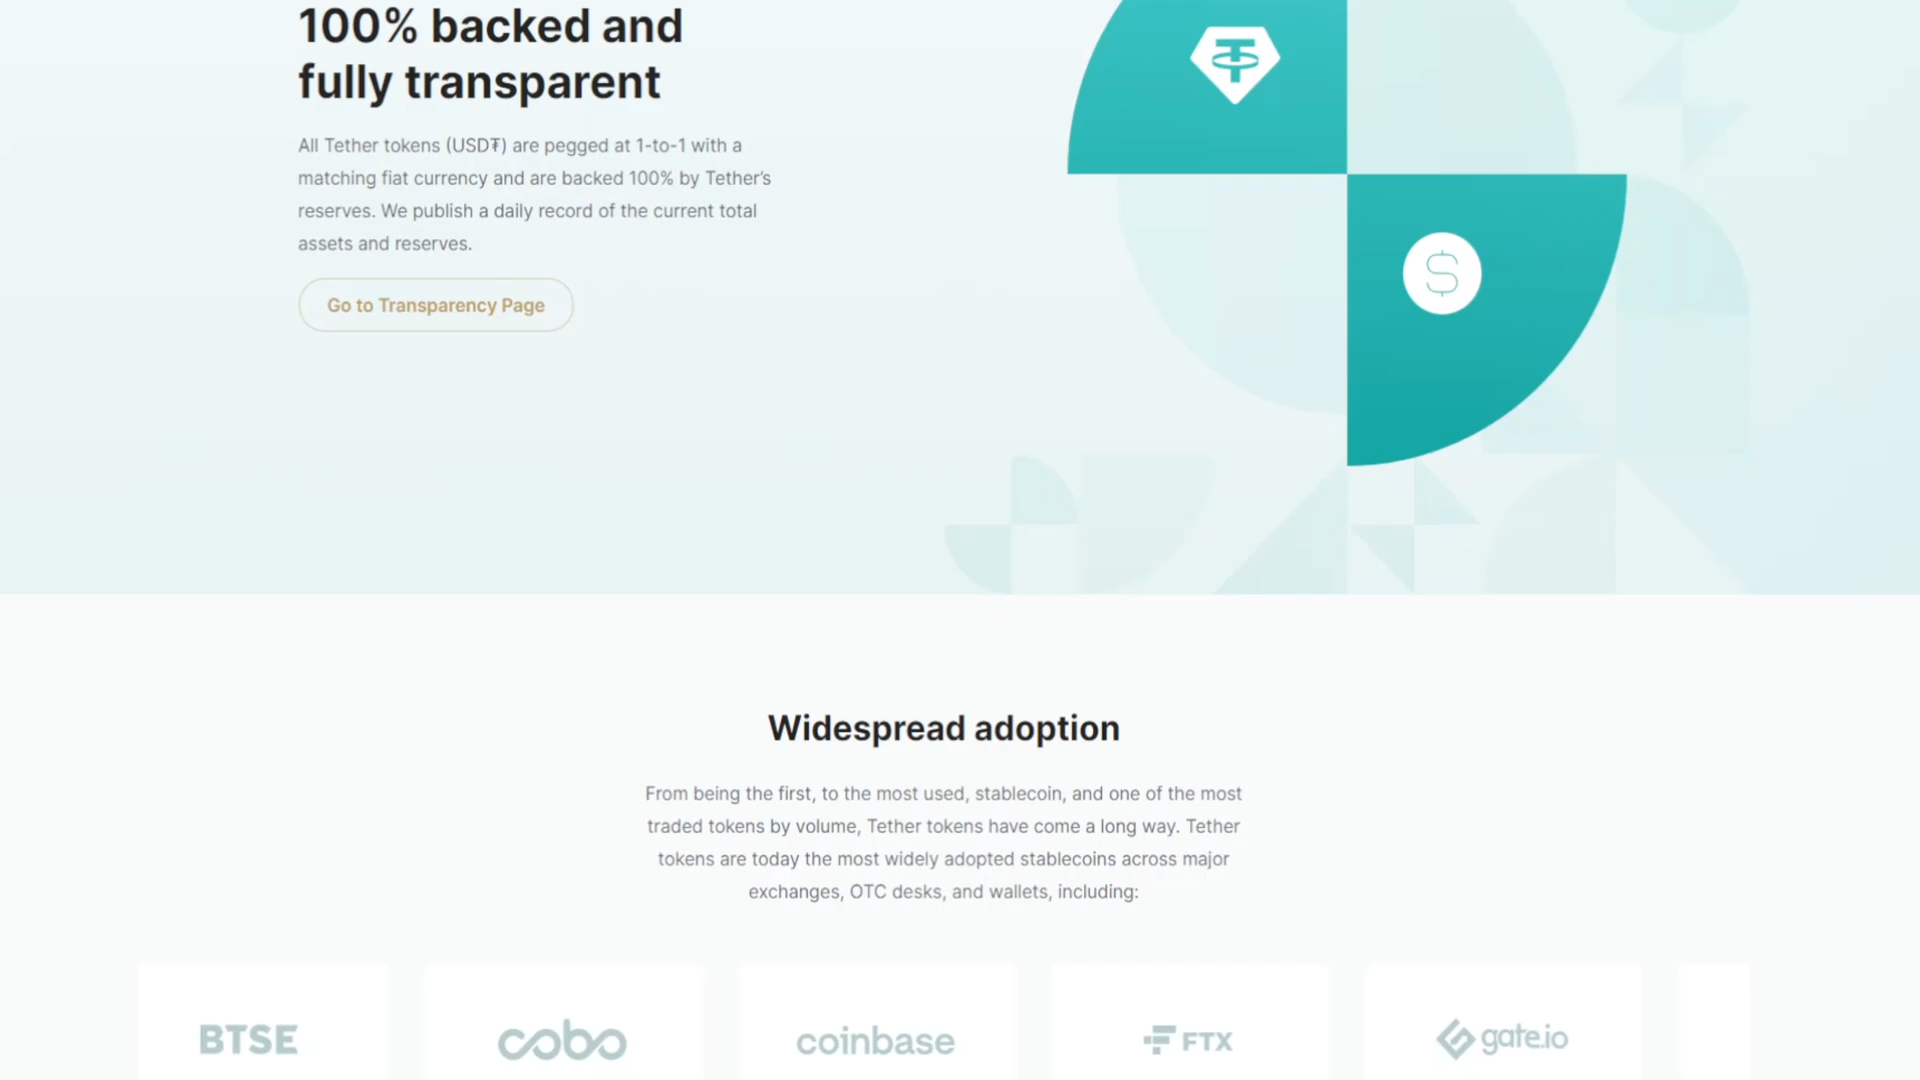 100% backed and
fully transparent
All Tether tokens (USD₮) are pegged at 1-to-1 with a
matching fiat currency and are backed 100% by Tether's
reserves. We publish a daily record of the current total
assets and reserves.
Go to Transparency Page
Widespread adoption
From being the first, to the most used, stablecoin, and one of the most
traded tokens by volume, Tether tokens have come a long way. Tether
tokens are today the most widely adopted stablecoins across major
exchanges, OTC desks, and wallets, including:
BTSE cobo coinbase FTX gate.io